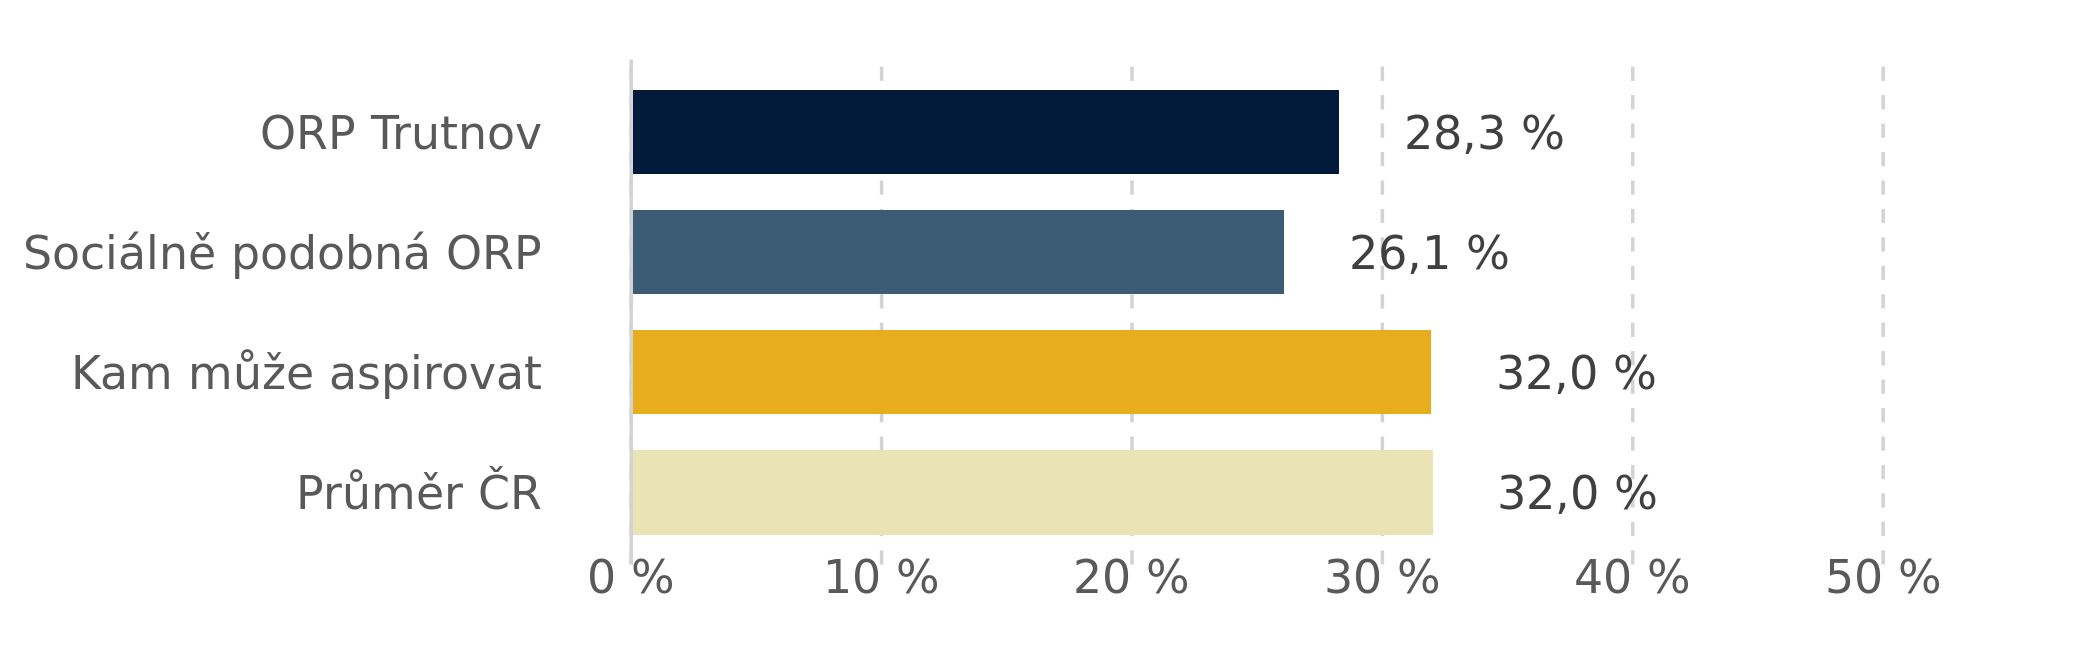 ORP Trutnov 28,3 %
Sociálně podobná ORP 26,1 %
Kam může aspirovat 32,0 %
Průměr ČR 32,0 %
0 % 10 % 20 % 30 % 40 % 50 %